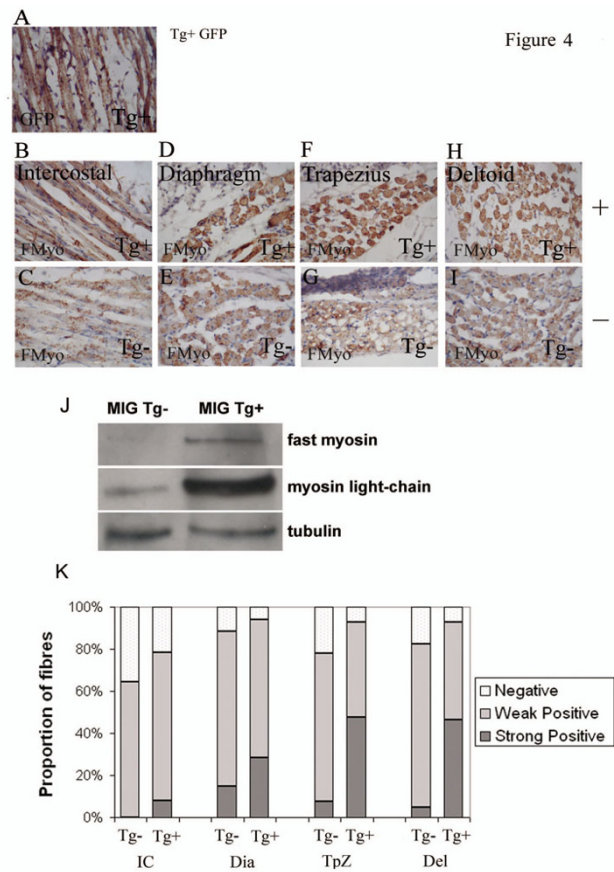 A
Tg+ GFP
Figure 4
GFP
Tg+
B
D
F
H
Intercostal
Diaphragm
Trapezius
Deltoid
FMyo
Tg+
FMyo
Tg+
FMyo
Tg+
FMyo
Tg+
+
C
E
G
I
FMyo
Tg-
FMyo
Tg-
FMyo
Tg-
FMyo
Tg-
–
J
MIG Tg- MIG Tg+
fast myosin
myosin light-chain
tubulin
K
100%
80%
60%
40%
20%
0%
Proportion of fibres
Negative
Weak Positive
Strong Positive
Tg- Tg+ Tg- Tg+ Tg- Tg+ Tg- Tg+
IC Dia TpZ Del